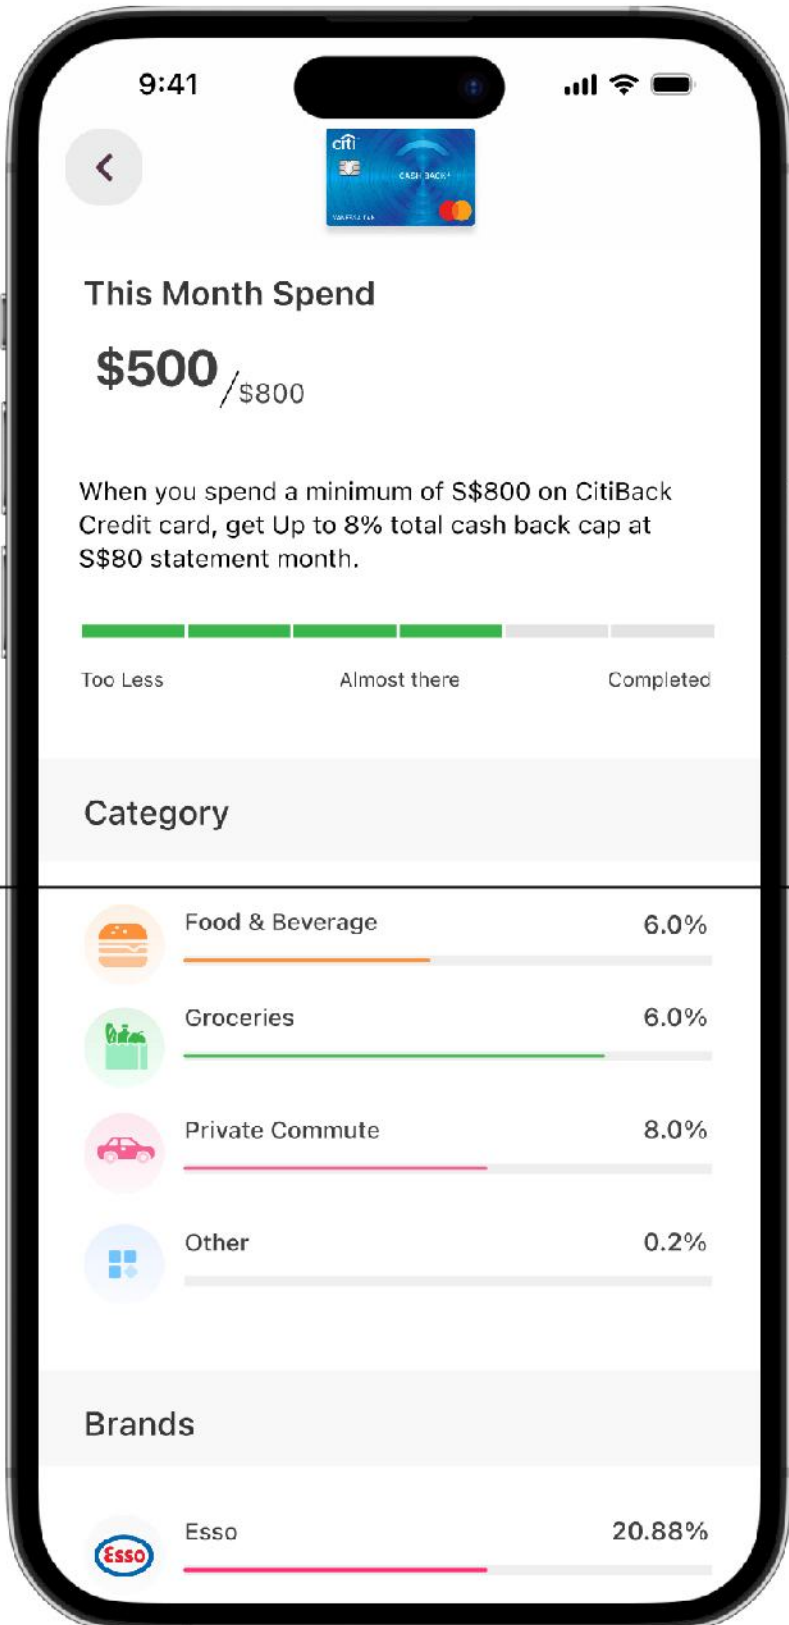 9:41
citi
CASH BACK+
VANESSA TAN
This Month Spend
$500/$800
When you spend a minimum of S$800 on CitiBack
Credit card, get Up to 8% total cash back cap at
S$80 statement month.
Too Less Almost there Completed
Category
Food & Beverage 6.0%
Groceries 6.0%
Private Commute 8.0%
Other 0.2%
Brands
Esso 20.88%
Esso